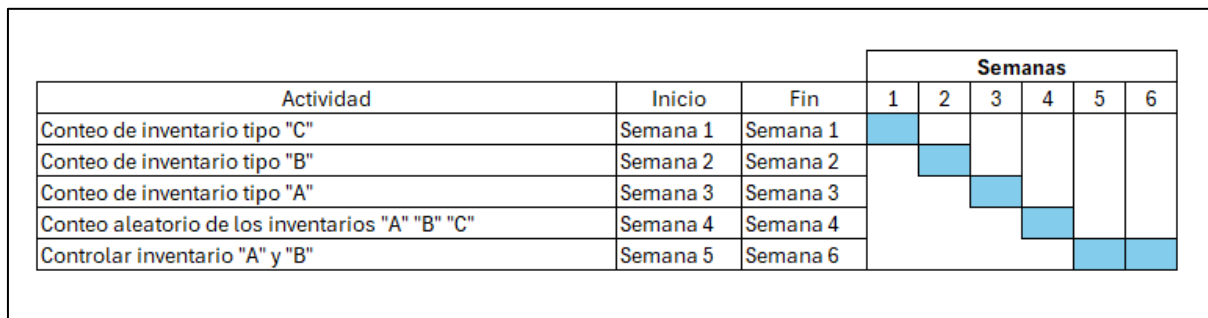 Semanas
Actividad Inicio Fin 1 2 3 4 5 6
Conteo de inventario tipo "C" Semana 1 Semana 1
Conteo de inventario tipo "B" Semana 2 Semana 2
Conteo de inventario tipo "A" Semana 3 Semana 3
Conteo aleatorio de los inventarios "A" "B" "C" Semana 4 Semana 4
Controlar inventario "A" y "B" Semana 5 Semana 6